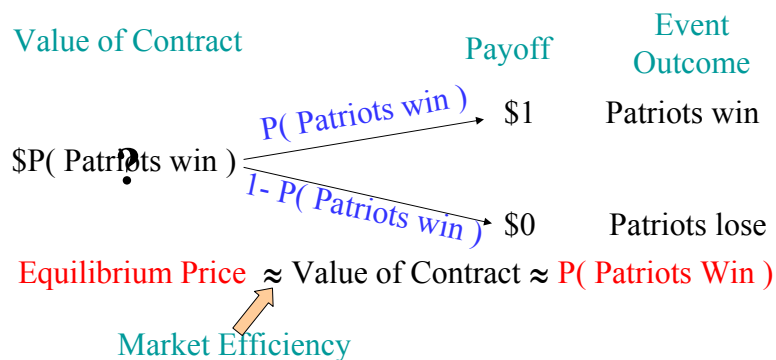 Value of Contract
Payoff
Event
Outcome
P( Patriots win )
$1
Patriots win
$P( Patriots win )
?
1- P( Patriots win )
$0
Patriots lose
Equilibrium Price ≈ Value of Contract ≈ P( Patriots Win )
Market Efficiency